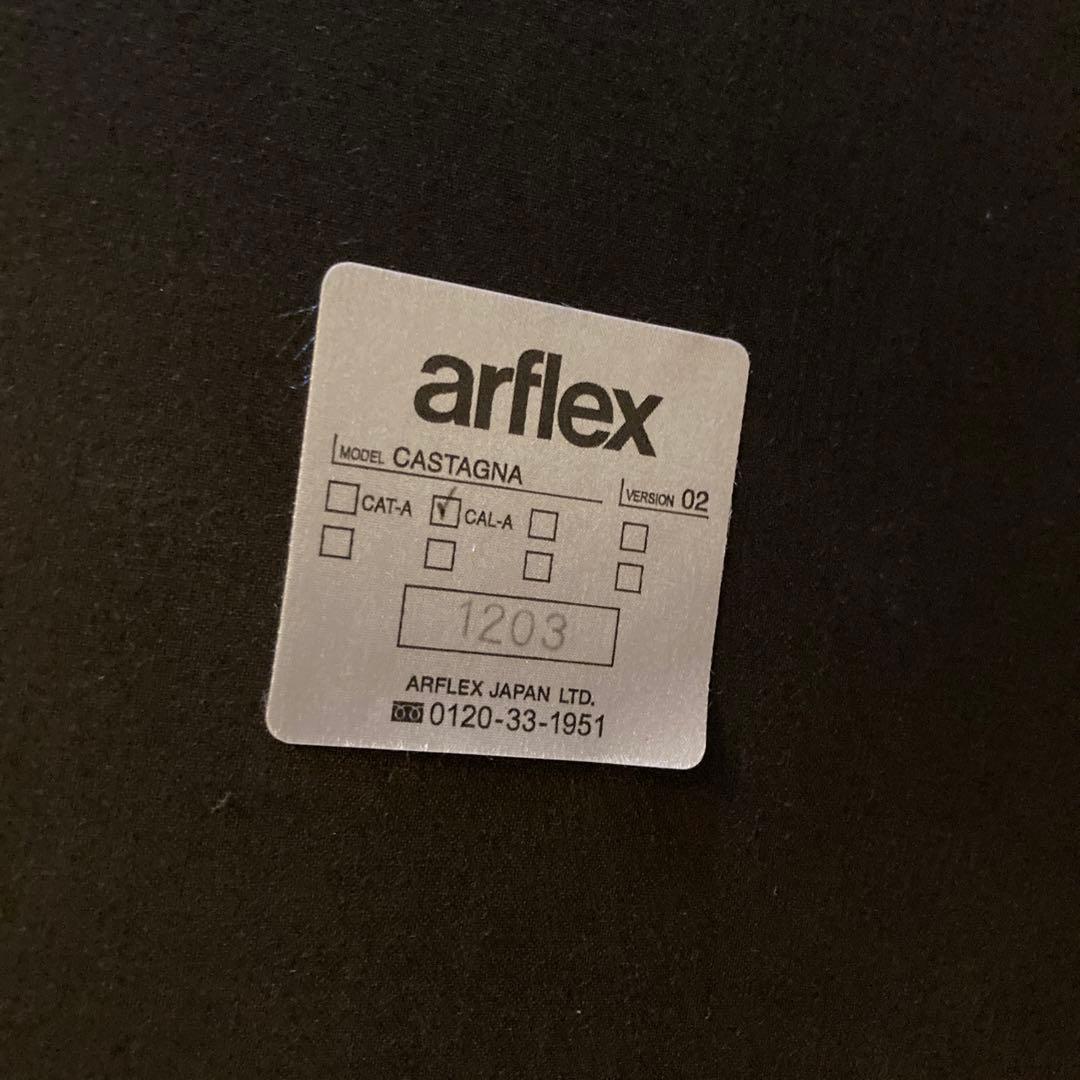 arflex
MODEL CASTAGNA
VERSION 02
CAT-A
CAL-A
1203
ARFLEX JAPAN LTD.
0120-33-1951